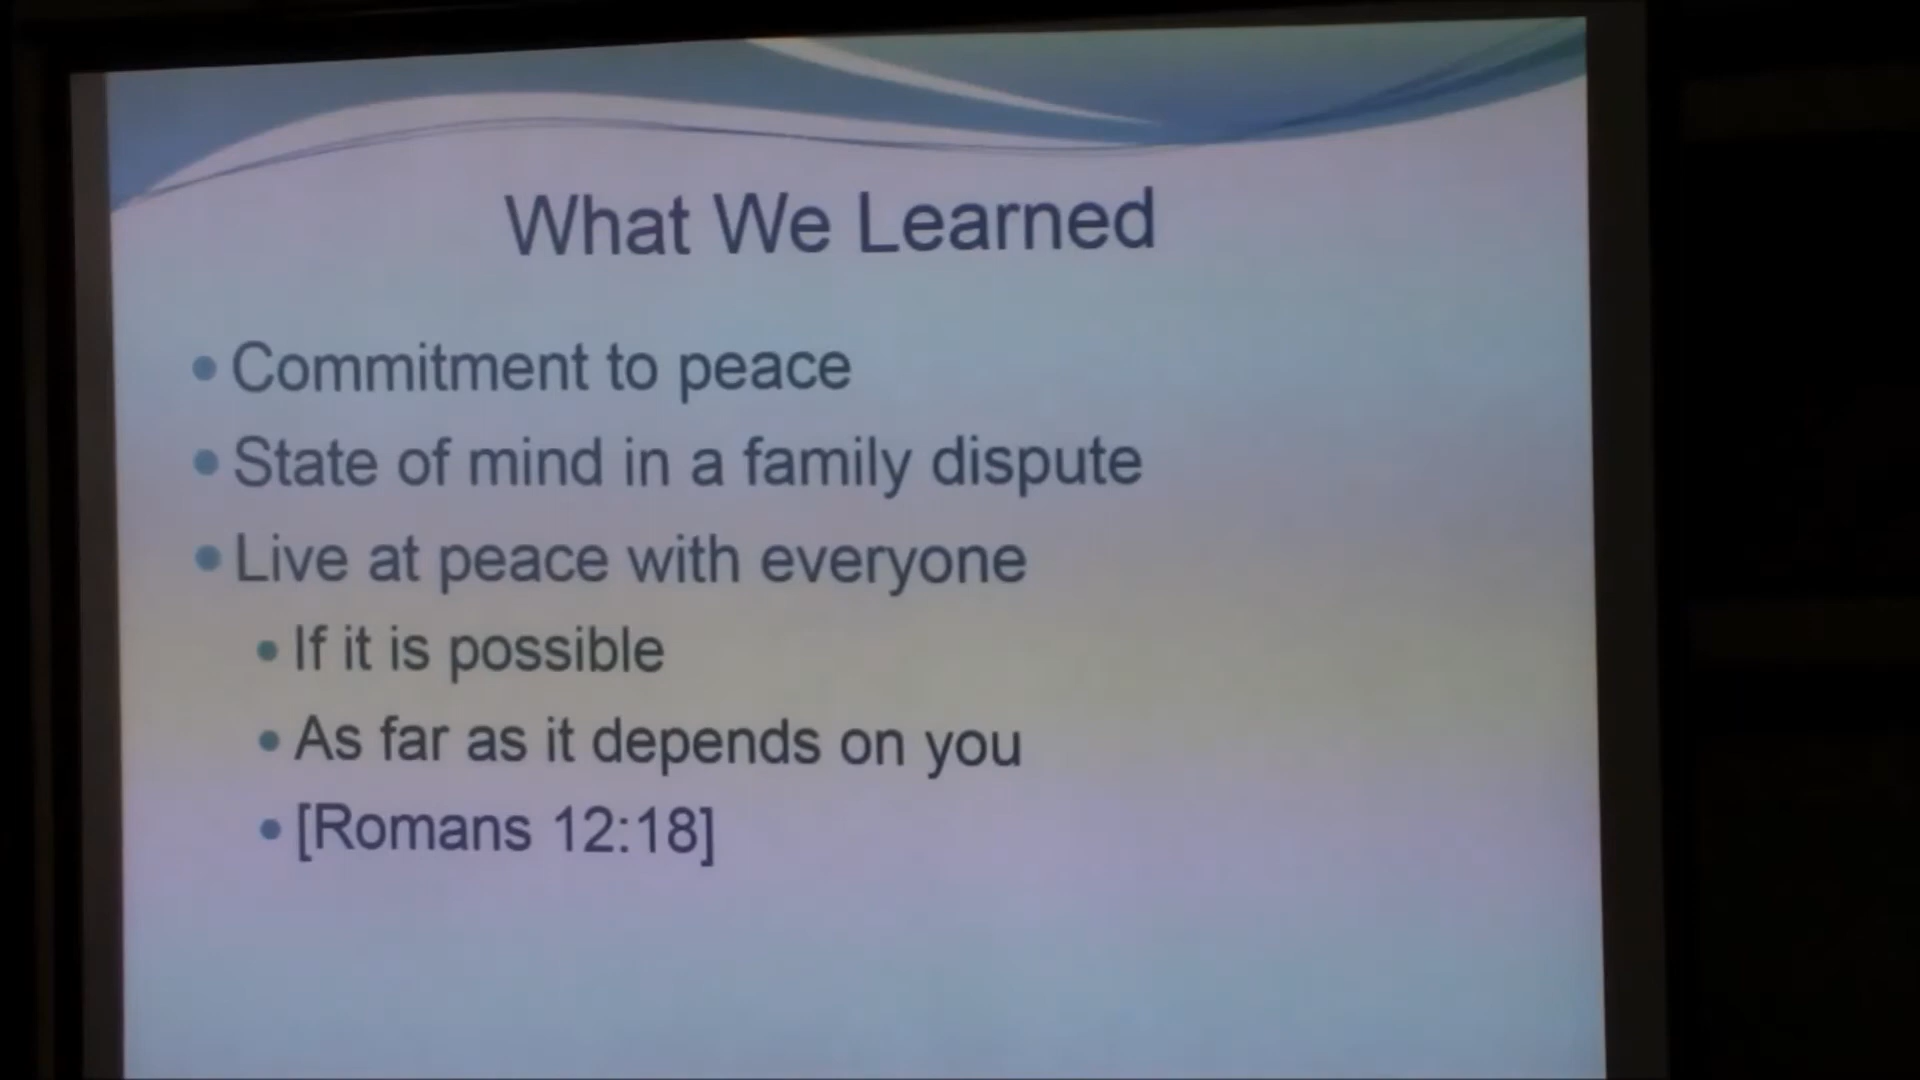 What We Learned
• Commitment to peace
• State of mind in a family dispute
• Live at peace with everyone
• If it is possible
• As far as it depends on you
• [Romans 12:18]